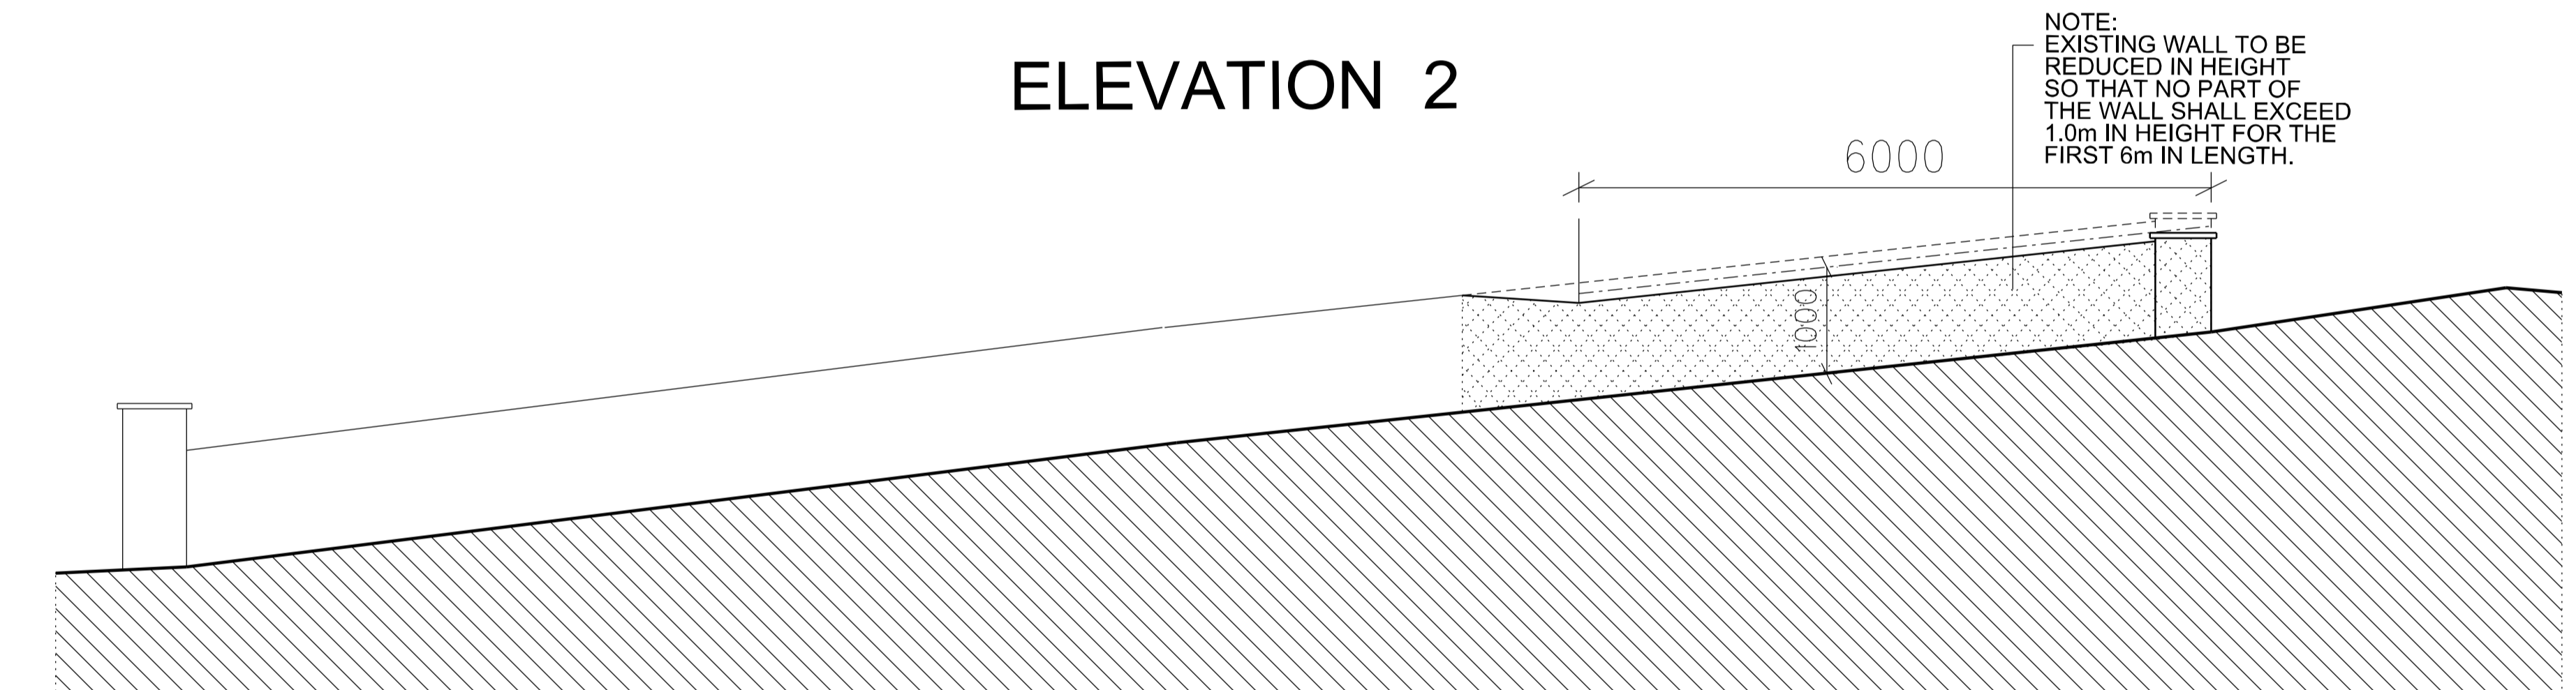 ELEVATION 2
NOTE:
EXISTING WALL TO BE
REDUCED IN HEIGHT
SO THAT NO PART OF
THE WALL SHALL EXCEED
1.0m IN HEIGHT FOR THE
FIRST 6m IN LENGTH.
6000
1000